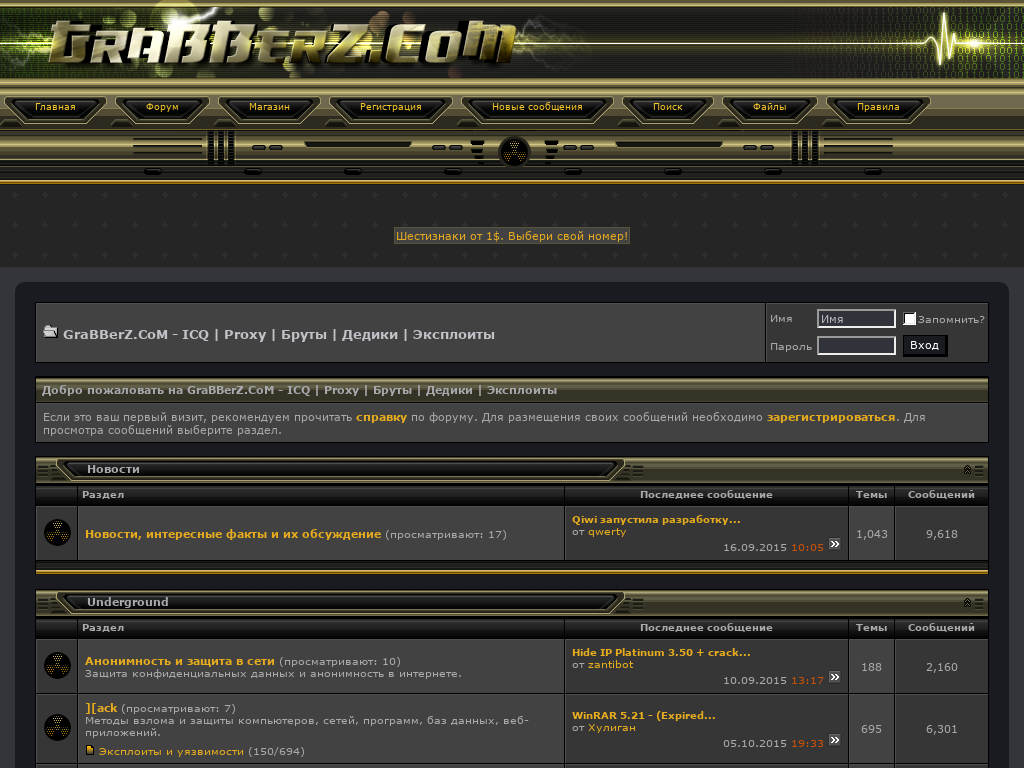 GraBBerZ.CoM
Главная Форум Магазин Регистрация Новые сообщения Поиск Файлы Правила
Шестизнаки от 1$. Выбери свой номер!
GraBBerZ.CoM - ICQ | Proxy | Бруты | Дедики | Эксплоиты
Имя Имя Запомнить?
Пароль Вход
Добро пожаловать на GraBBerZ.CoM - ICQ | Proxy | Бруты | Дедики | Эксплоиты
Если это ваш первый визит, рекомендуем прочитать справку по форуму. Для размещения своих сообщений необходимо зарегистрироваться. Для
просмотра сообщений выберите раздел.
Новости
Раздел Последнее сообщение Темы Сообщений
Новости, интересные факты и их обсуждение (просматривают: 17)
Qiwi запустила разработку...
от qwerty
16.09.2015 10:05
1,043 9,618
Underground
Раздел Последнее сообщение Темы Сообщений
Анонимность и защита в сети (просматривают: 10)
Защита конфиденциальных данных и анонимность в интернете.
Hide IP Platinum 3.50 + crack...
от zantibot
10.09.2015 13:17
188 2,160
][ack (просматривают: 7)
Методы взлома и защиты компьютеров, сетей, программ, баз данных, веб-
приложений.
Эксплоиты и уязвимости (150/694)
WinRAR 5.21 - (Expired...
от Хулиган
05.10.2015 19:33
695 6,301